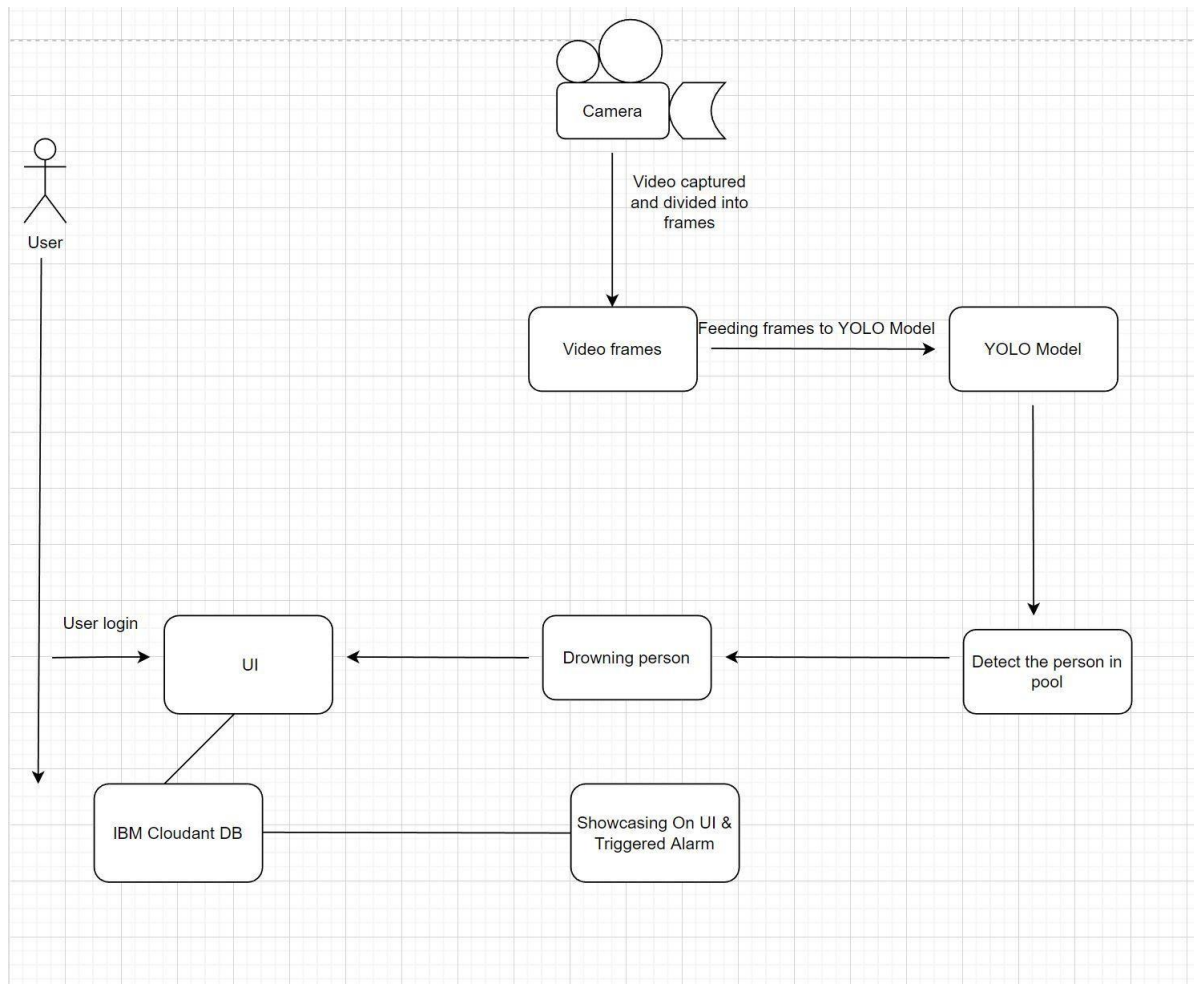 Camera
Video captured
and divided into
frames
User
Video frames
Feeding frames to YOLO Model
YOLO Model
User login
UI
Drowning person
Detect the person in
pool
IBM Cloudant DB
Showcasing On UI &
Triggered Alarm